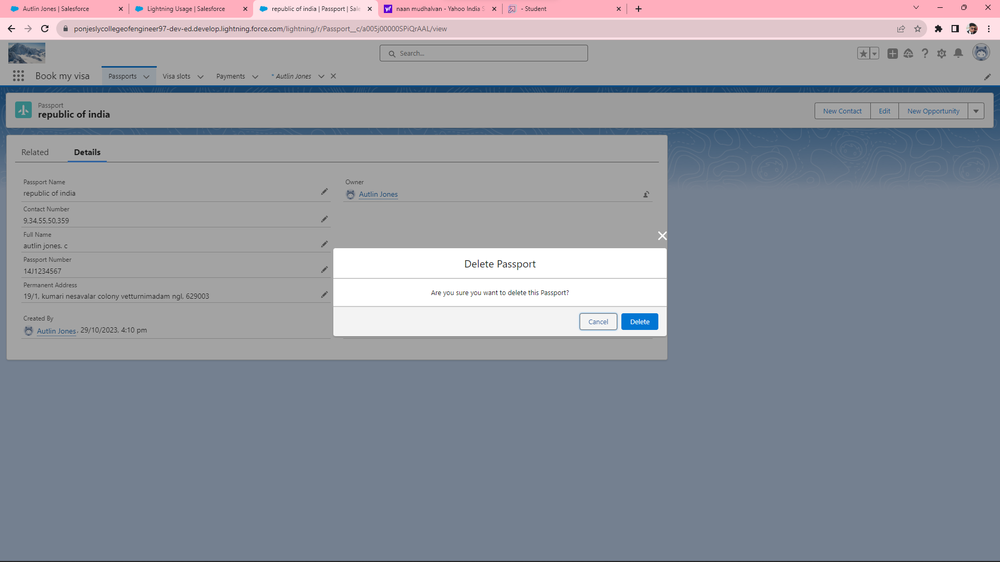 Autlin Jones | Salesforce
Lightning Usage | Salesforce
republic of india | Passport | Sale
naan mudhalvan - Yahoo India S
- Student
ponjeslycollegeofengineer97-dev-ed.develop.lightning.force.com/lightning/r/Passport__c/a005j00000SPiQrAAL/view
Search...
Book my visa
Passports
Visa slots
Payments
* Autlin Jones
Passport
republic of india
New Contact
Edit
New Opportunity
Related
Details
Passport Name
republic of india
Owner
Autlin Jones
Contact Number
9,34,55,50,359
Full Name
autlin jones. c
Passport Number
14J1234567
Permanent Address
19/1, kumari nesavalar colony vetturnimadam ngl, 629003
Created By
Autlin Jones, 29/10/2023, 4:10 pm
Delete Passport
Are you sure you want to delete this Passport?
Cancel
Delete